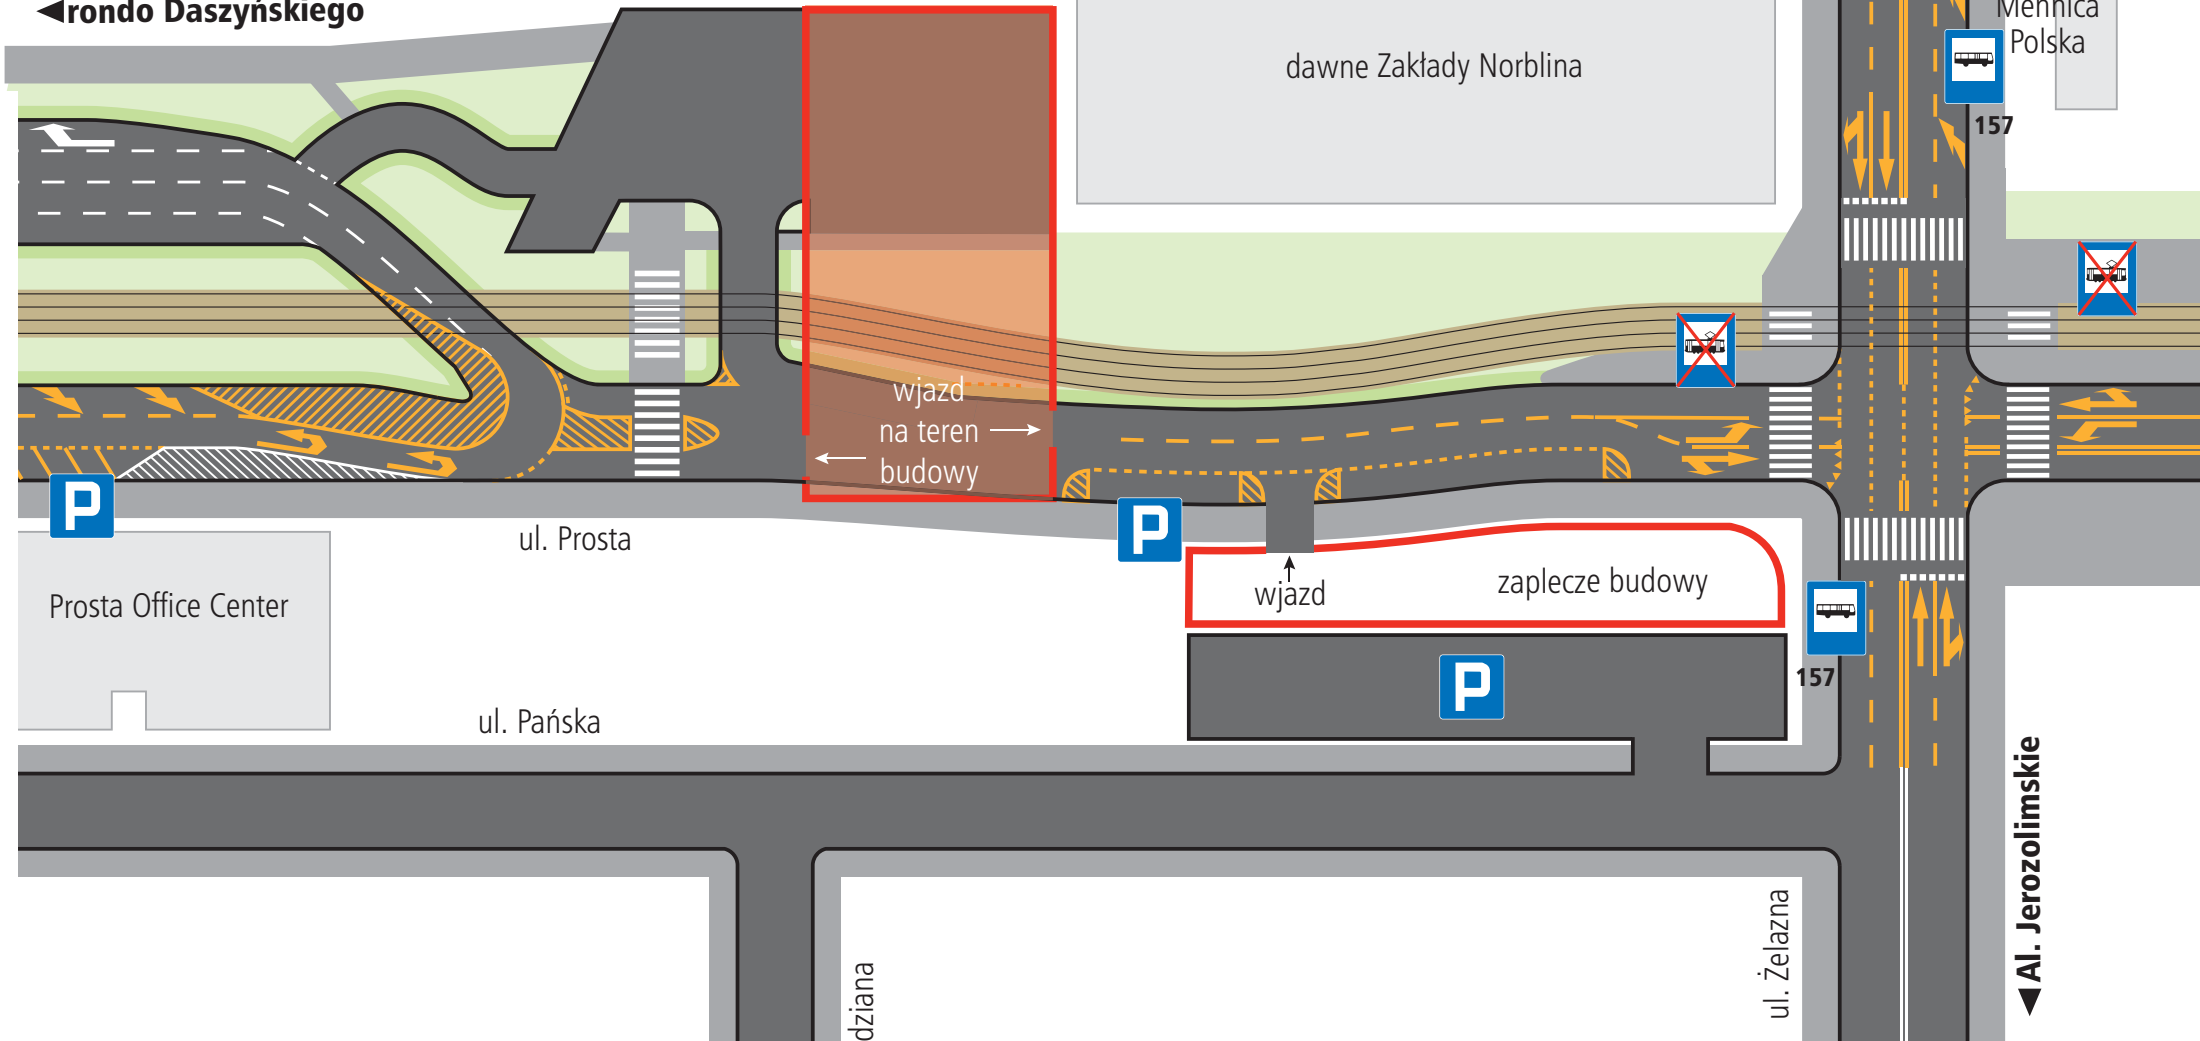 rondo Daszyńskiego
Mennica
Polska
dawne Zakłady Norblina
157
wjazd
na teren
budowy
P
P
ul. Prosta
Prosta Office Center
wjazd
zaplecze budowy
P
157
ul. Pańska
Al. Jerozolimskie
ul. Żelazna
dziana